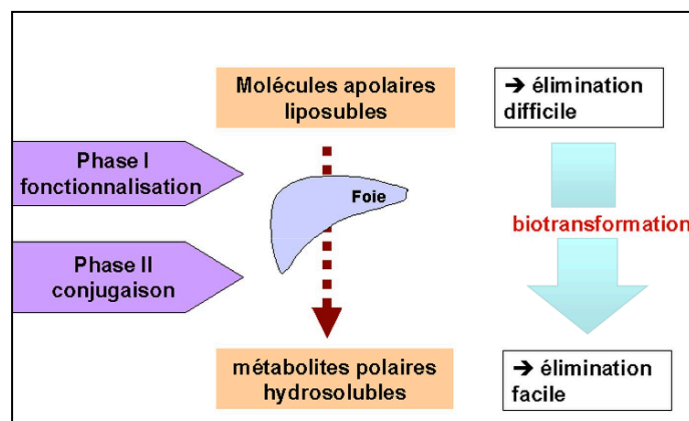 Molécules apolaires
liposubles
➔ élimination
difficile
Phase I
fonctionnalisation
Foie
biotransformation
Phase II
conjugaison
métabolites polaires
hydrosolubles
➔ élimination
facile